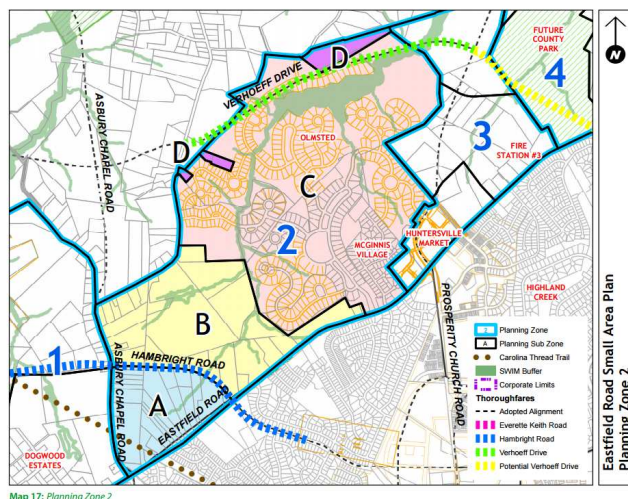 FUTURE
COUNTY
PARK
4
VERHOEFF DRIVE
D
ASBURY CHAPEL ROAD
OLMSTED
3
FIRE
STATION #3
D
C
2
MCGINNIS
VILLAGE
HUNTERSVILLE
MARKET
HIGHLAND
CREEK
PROSPERITY CHURCH ROAD
B
HAMBRIGHT ROAD
1
A
ASBURY CHAPEL ROAD
EASTFIELD ROAD
DOGWOOD
ESTATES
Planning Zone
A Planning Sub Zone
Carolina Thread Trail
SWIM Buffer
Corporate Limits
Thoroughfares
Adopted Alignment
Everette Keith Road
Hambright Road
Verhoeff Drive
Potential Verhoeff Drive
N
Eastfield Road Small Area Plan
Planning Zone 2
Map 17: Planning Zone 2